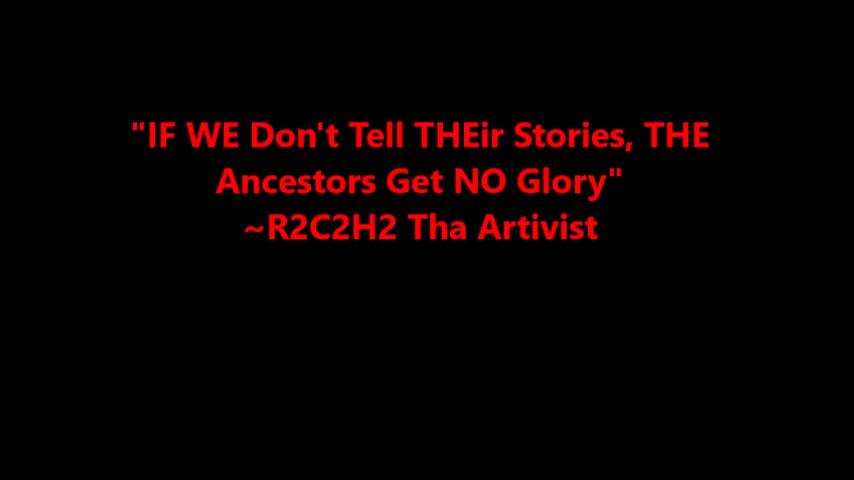 "IF WE Don't Tell THEir Stories, THE
Ancestors Get NO Glory"
~R2C2H2 Tha Artivist